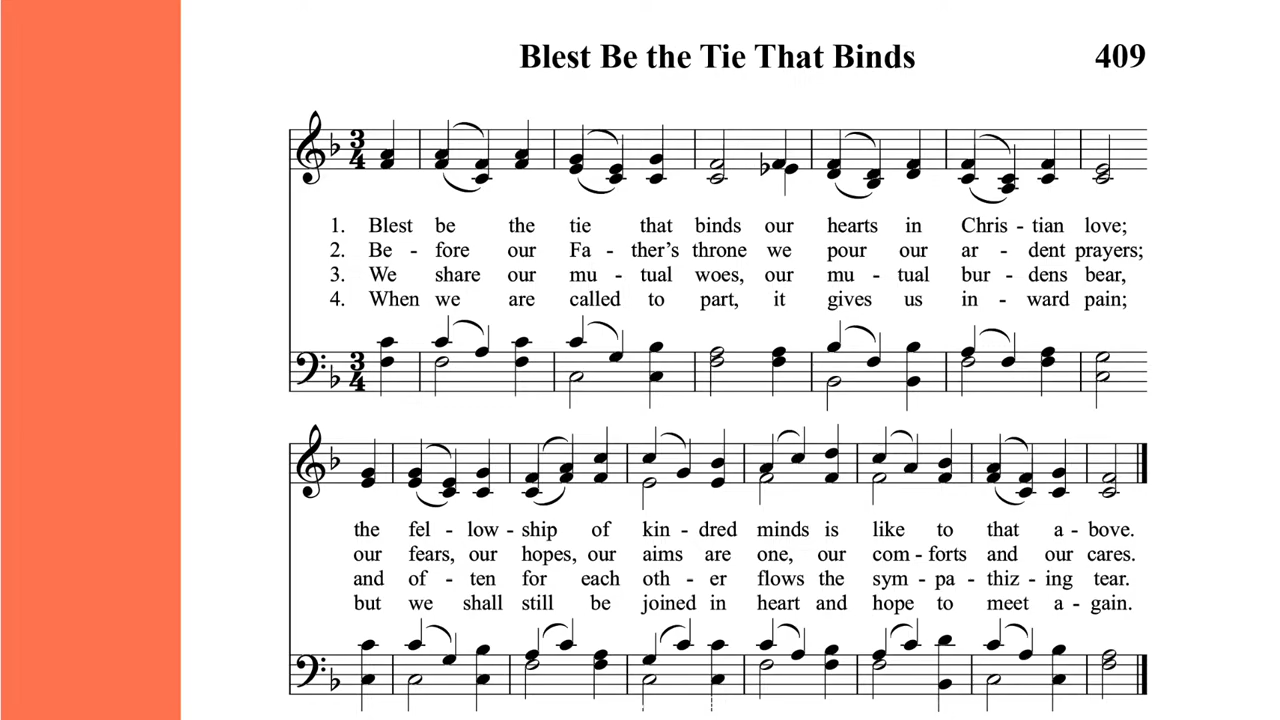 Blest Be the Tie That Binds 409
3
4
1. Blest be the tie that binds our hearts in Chris - tian love;
2. Be - fore our Fa - ther’s throne we pour our ar - dent prayers;
3. We share our mu - tual woes, our mu - tual bur - dens bear,
4. When we are called to part, it gives us in - ward pain;
3
4
the fel - low - ship of kin - dred minds is like to that a - bove.
our fears, our hopes, our aims are one, our com - forts and our cares.
and of - ten for each oth - er flows the sym - pa - thiz - ing tear.
but we shall still be joined in heart and hope to meet a - gain.